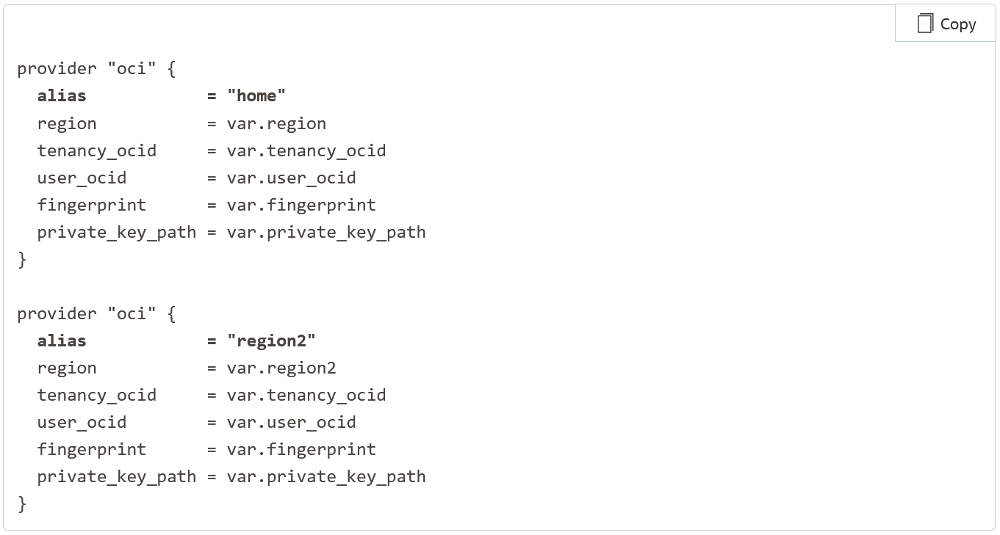 Copy
provider "oci" {
  alias            = "home"
  region           = var.region
  tenancy_ocid     = var.tenancy_ocid
  user_ocid        = var.user_ocid
  fingerprint      = var.fingerprint
  private_key_path = var.private_key_path
}

provider "oci" {
  alias            = "region2"
  region           = var.region2
  tenancy_ocid     = var.tenancy_ocid
  user_ocid        = var.user_ocid
  fingerprint      = var.fingerprint
  private_key_path = var.private_key_path
}